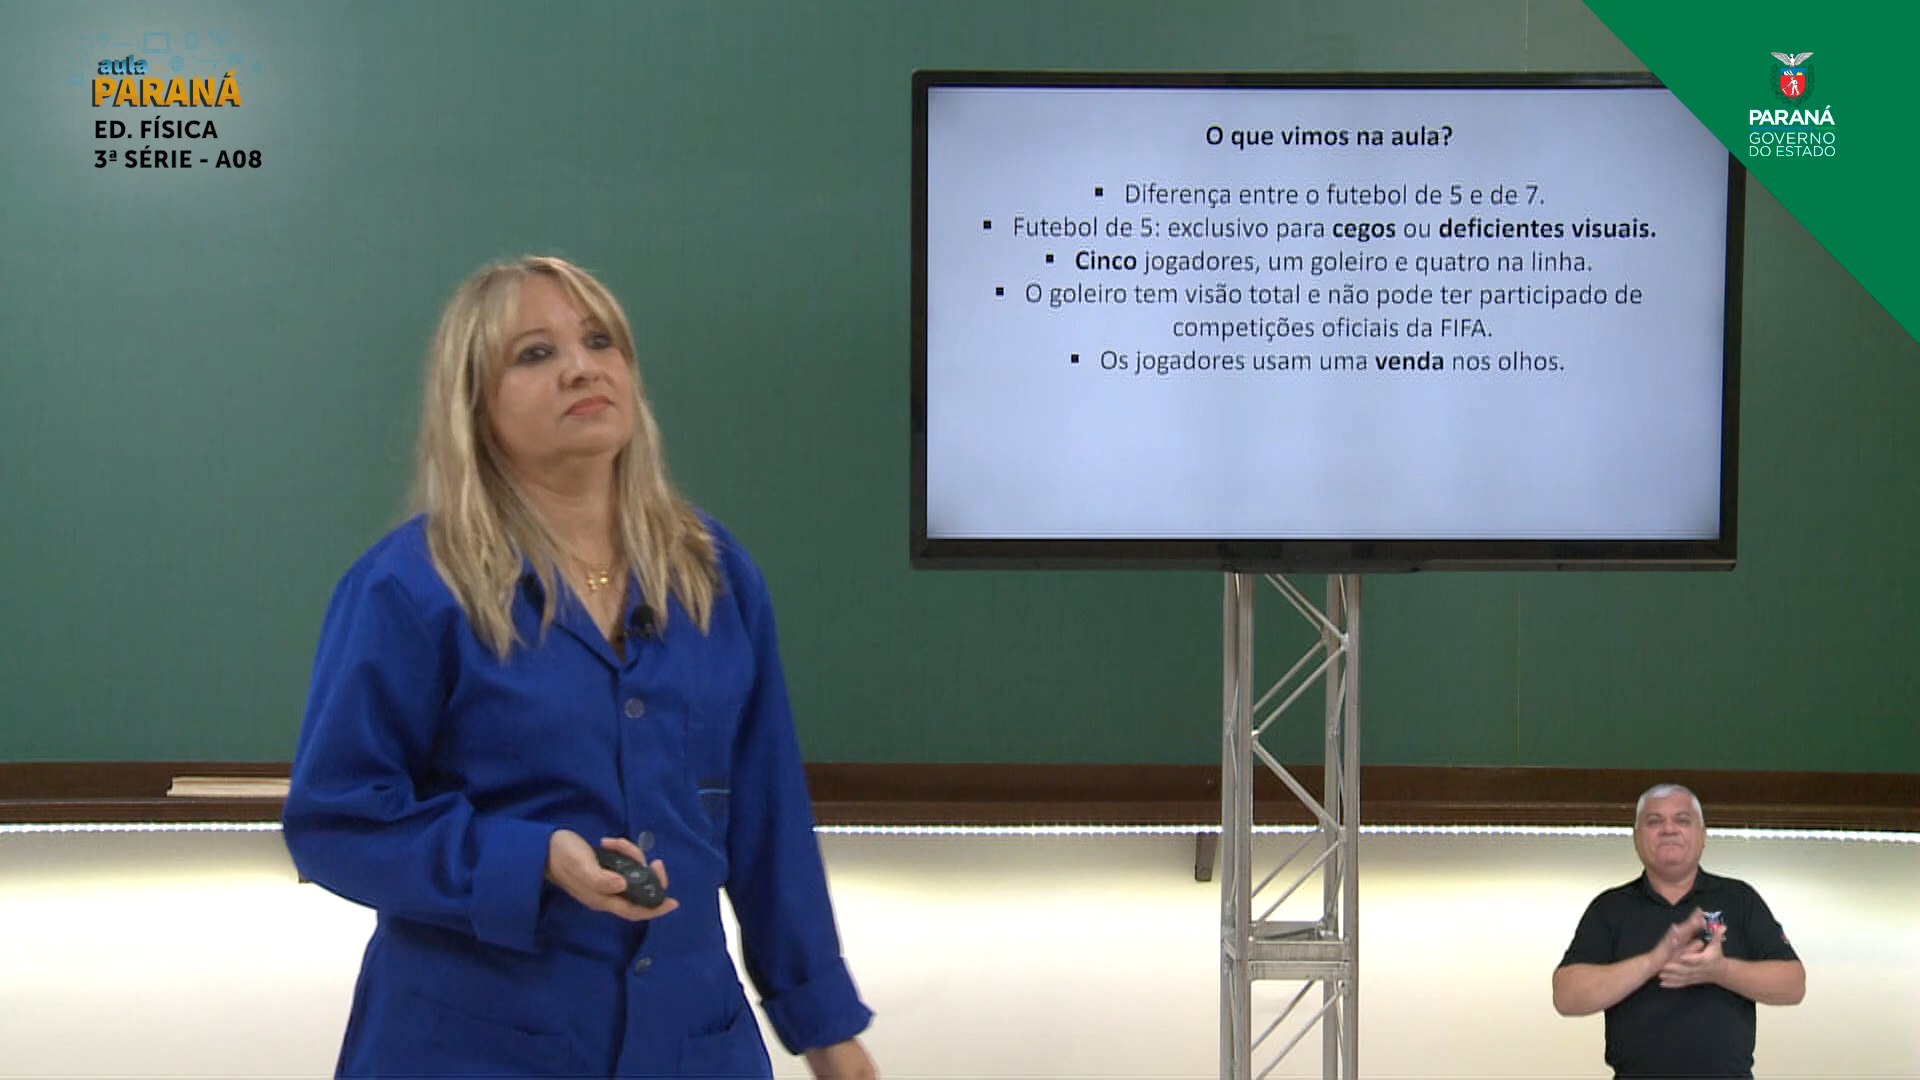 aula
PARANÁ
ED. FÍSICA
3ª SÉRIE - A08
O que vimos na aula?
▪ Diferença entre o futebol de 5 e de 7.
▪ Futebol de 5: exclusivo para cegos ou deficientes visuais.
▪ Cinco jogadores, um goleiro e quatro na linha.
▪ O goleiro tem visão total e não pode ter participado de
competições oficiais da FIFA.
▪ Os jogadores usam uma venda nos olhos.
PARANÁ
GOVERNO
DO ESTADO